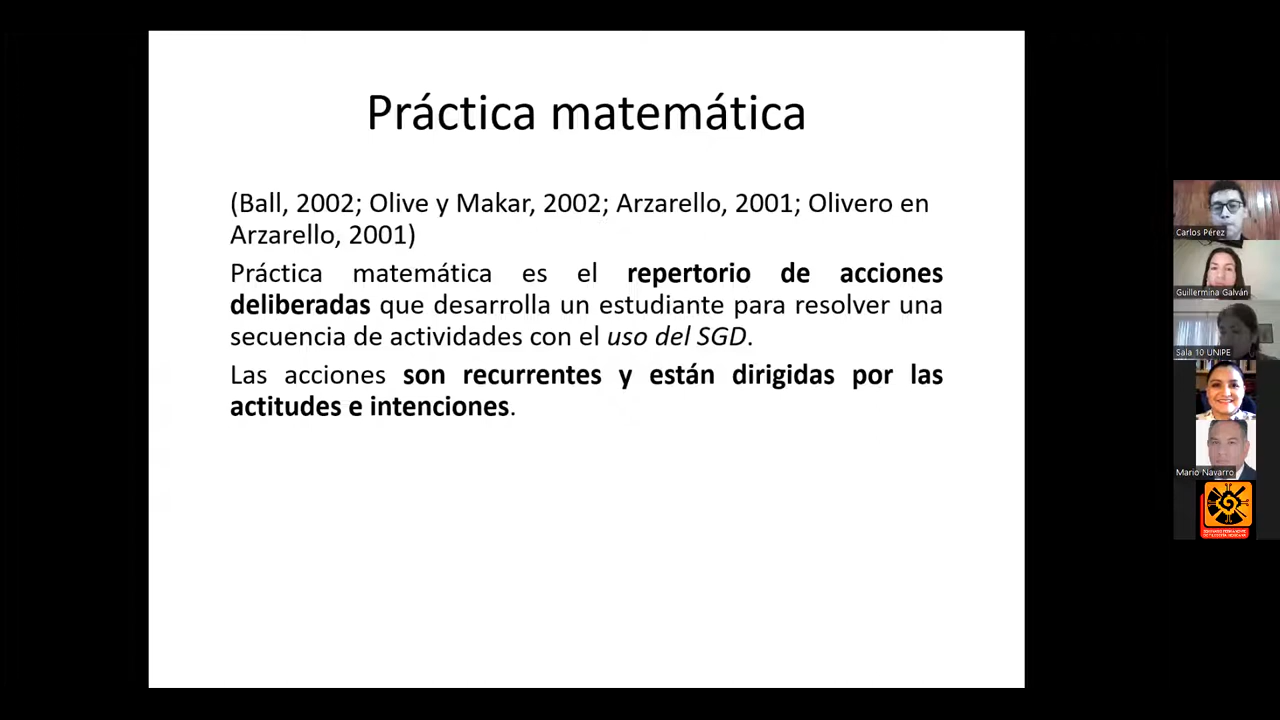 Práctica matemática
(Ball, 2002; Olive y Makar, 2002; Arzarello, 2001; Olivero en
Arzarello, 2001)
Práctica matemática es el repertorio de acciones
deliberadas que desarrolla un estudiante para resolver una
secuencia de actividades con el uso del SGD.
Las acciones son recurrentes y están dirigidas por las
actitudes e intenciones.
Carlos Pérez
Guillermina Galván
Sala 10 UNIPE
Mario Navarro